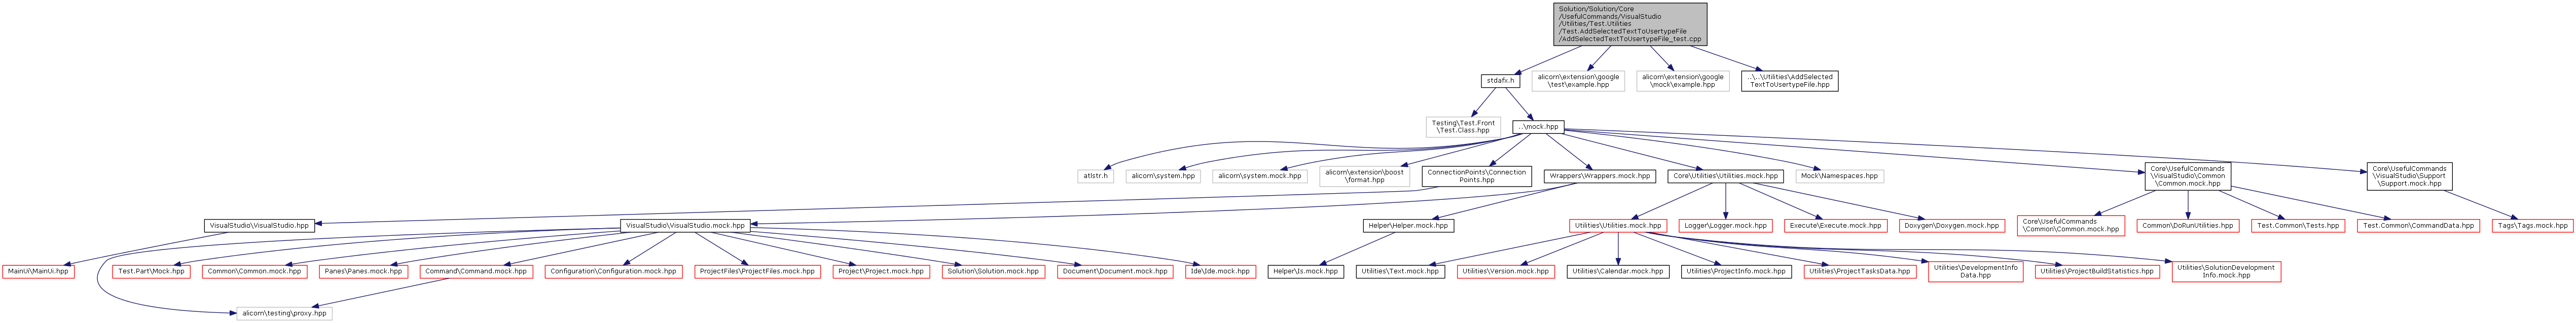 Solution/Solution/Core
/UsefulCommands/VisualStudio
/Utilities/Test.Utilities
/Test.AddSelectedTextToUsertypeFile
/AddSelectedTextToUsertypeFile_test.cpp
stdafx.h
alicorn\extension\google
\test\example.hpp
alicorn\extension\google
\mock\example.hpp
..\..\Utilities\AddSelected
TextToUsertypeFile.hpp
Testing\Test.Front
\Test.Class.hpp
..\mock.hpp
atlstr.h
alicorn\system.hpp
alicorn\system.mock.hpp
alicorn\extension\boost
\format.hpp
ConnectionPoints\Connection
Points.hpp
Wrappers\Wrappers.mock.hpp
Core\Utilities\Utilities.mock.hpp
Mock\Namespaces.hpp
Core\UsefulCommands
\VisualStudio\Common
\Common.mock.hpp
Core\UsefulCommands
\VisualStudio\Support
\Support.mock.hpp
VisualStudio\VisualStudio.hpp
VisualStudio\VisualStudio.mock.hpp
Helper\Helper.mock.hpp
Utilities\Utilities.mock.hpp
Logger\Logger.mock.hpp
Execute\Execute.mock.hpp
Doxygen\Doxygen.mock.hpp
Core\UsefulCommands
\Common\Common.mock.hpp
Common\DoRunUtilities.hpp
Test.Common\Tests.hpp
Test.Common\CommandData.hpp
Tags\Tags.mock.hpp
MainUi\MainUi.hpp
Test.Part\Mock.hpp
Common\Common.mock.hpp
Panes\Panes.mock.hpp
Command\Command.mock.hpp
Configuration\Configuration.mock.hpp
ProjectFiles\ProjectFiles.mock.hpp
Project\Project.mock.hpp
Solution\Solution.mock.hpp
Document\Document.mock.hpp
Ide\Ide.mock.hpp
Helper\Is.mock.hpp
Utilities\Text.mock.hpp
Utilities\Version.mock.hpp
Utilities\Calendar.mock.hpp
Utilities\ProjectInfo.mock.hpp
Utilities\ProjectTasksData.hpp
Utilities\DevelopmentInfo
Data.hpp
Utilities\ProjectBuildStatistics.hpp
Utilities\SolutionDevelopment
Info.mock.hpp
alicorn\testing\proxy.hpp